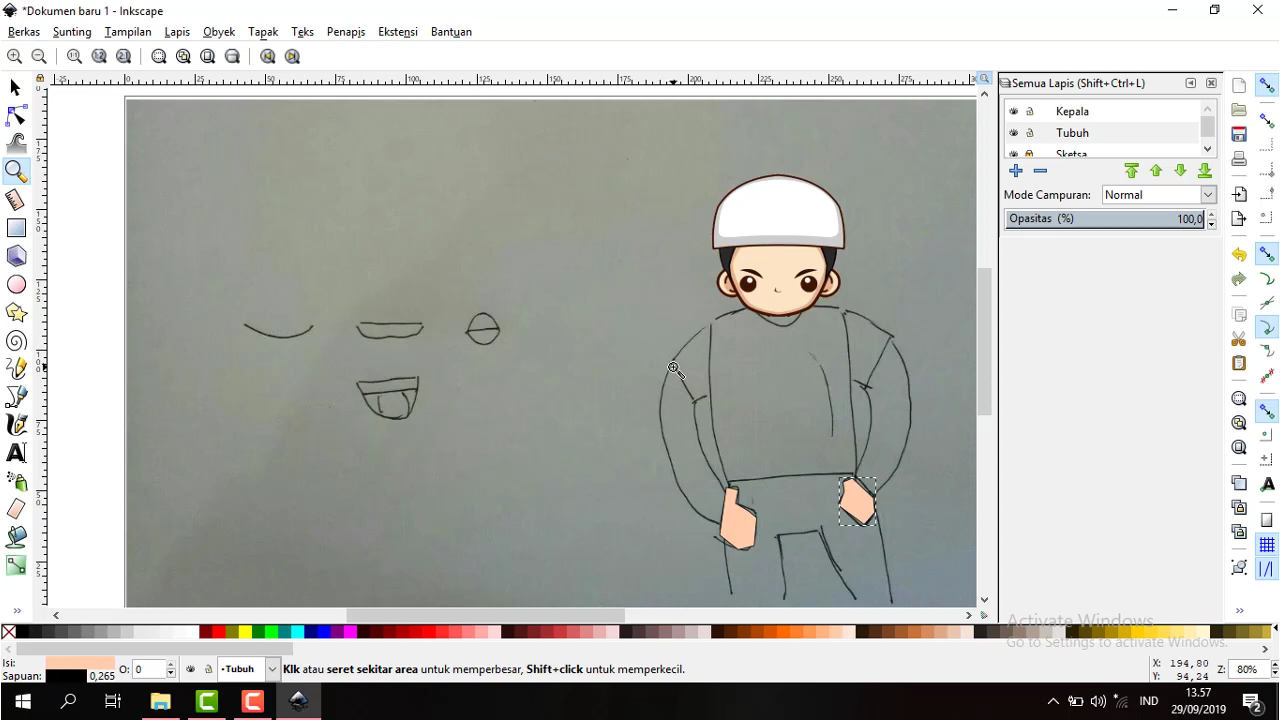 *Dokumen baru 1 - Inkscape
Berkas Sunting Tampilan Lapis Obyek Tapak Teks Penapis Ekstensi Bantuan
Semua Lapis (Shift+Ctrl+L)
Kepala
Tubuh
Sketsa
Mode Campuran: Normal
Opasitas (%) 100,0
Activate Windows
Go to Settings to activate Windows.
Isi:
Sapuan: 0,265
O: 0
•Tubuh
Klk atau seret sekitar area untuk memperbesar, Shift+click untuk memperkecil.
X: 194,80
Y: 94,24
Z: 80%
IND
13.57
29/09/2019
2